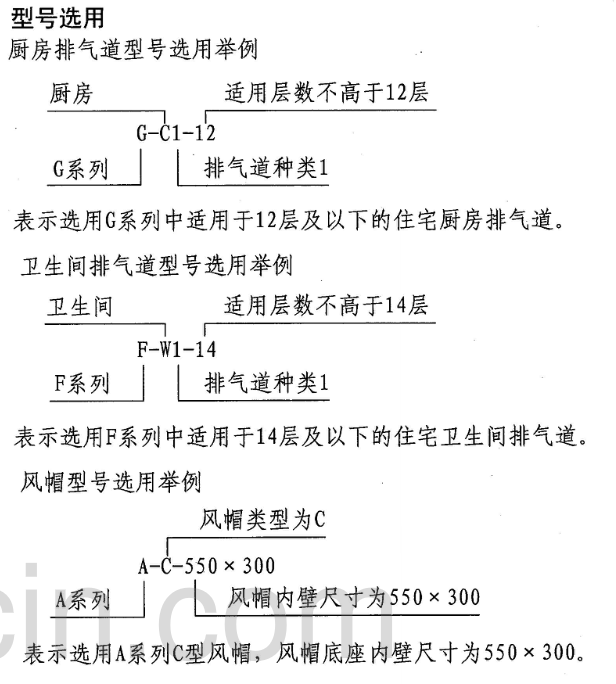 型号选用
厨房排气道型号选用举例
厨房 适用层数不高于12层
G-C1-12
G系列 排气道种类1
表示选用G系列中适用于12层及以下的住宅厨房排气道。
卫生间排气道型号选用举例
卫生间 适用层数不高于14层
F-W1-14
F系列 排气道种类1
表示选用F系列中适用于14层及以下的住宅卫生间排气道。
风帽型号选用举例
风帽类型为C
A-C-550×300
A系列 风帽内壁尺寸为550×300
cin.com
表示选用A系列C型风帽，风帽底座内壁尺寸为550×300。